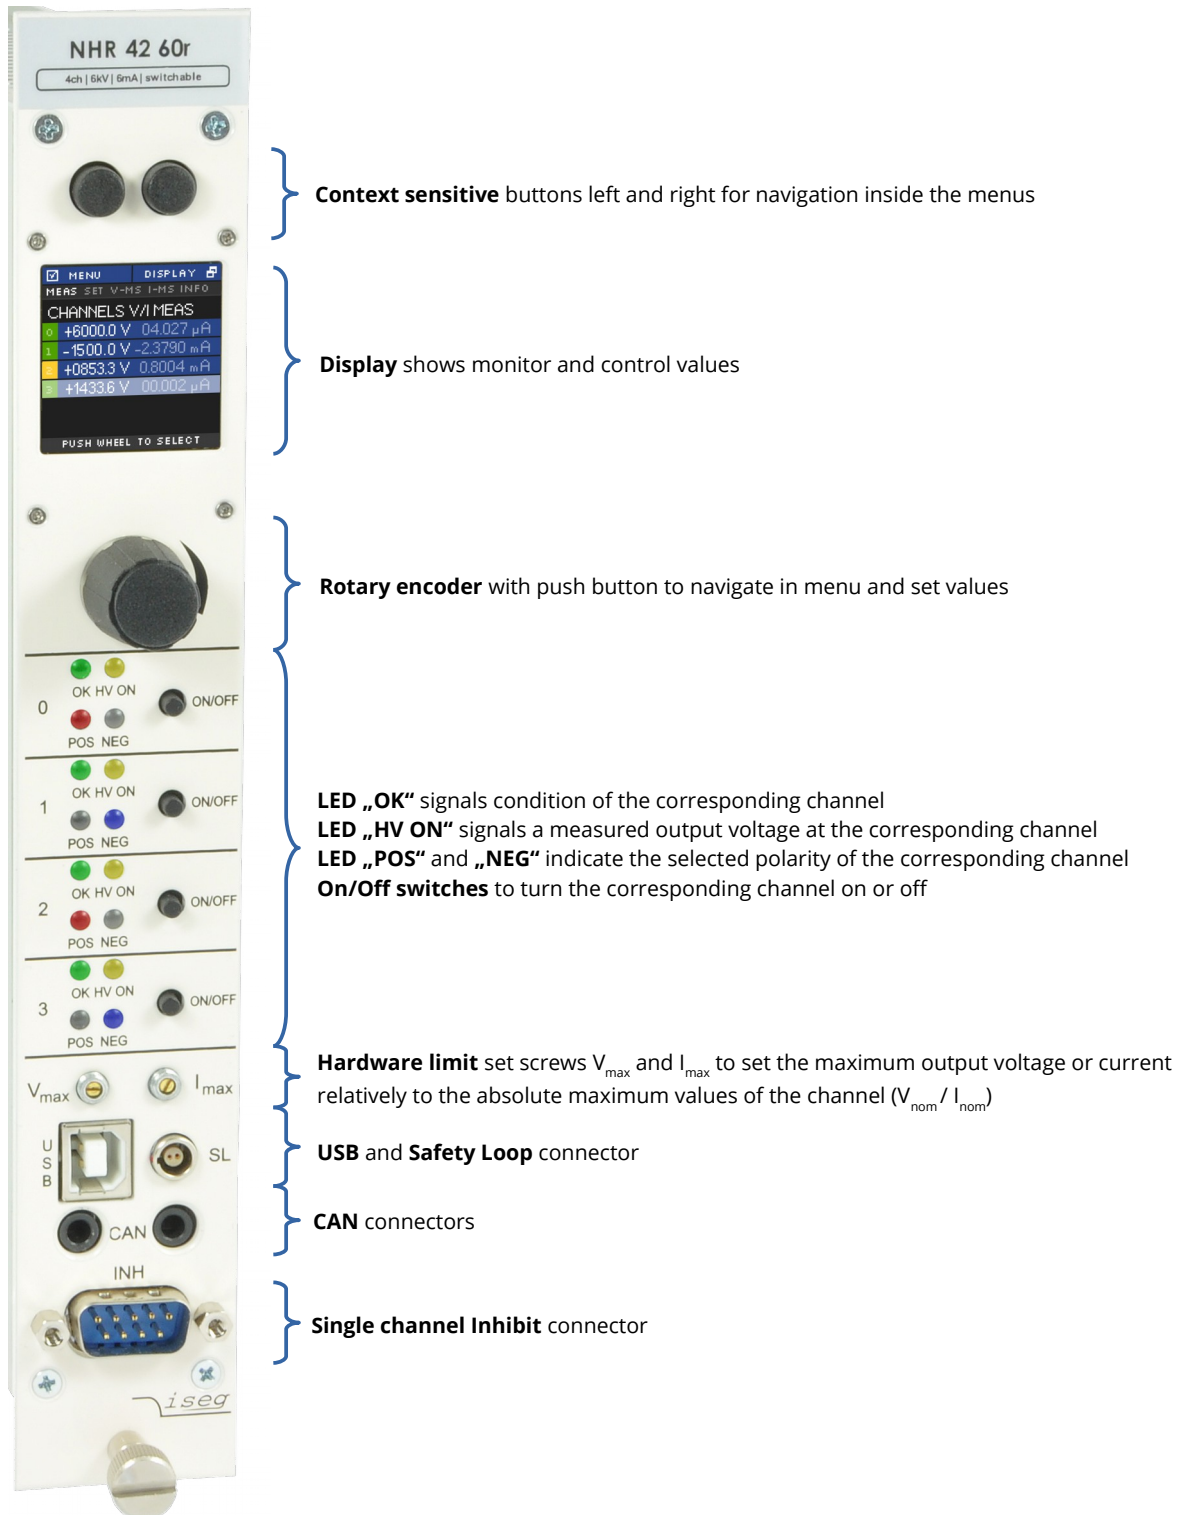 NHR 42 60r
4ch | 6kV | 6mA | switchable
Context sensitive buttons left and right for navigation inside the menus
MENU DISPLAY
MEAS SET V-MS I-MS INFO
CHANNELS V/I MEAS
0 +6000.0 V 04.027 µA
1 -1500.0 V -2.3790 mA
2 +0853.3 V 0.8004 mA
3 +1433.6 V 00.002 µA
PUSH WHEEL TO SELECT
Display shows monitor and control values
Rotary encoder with push button to navigate in menu and set values
OK HV ON
0 ON/OFF
POS NEG
OK HV ON
1 ON/OFF
POS NEG
OK HV ON
2 ON/OFF
POS NEG
OK HV ON
3 ON/OFF
POS NEG
LED „OK“ signals condition of the corresponding channel
LED „HV ON“ signals a measured output voltage at the corresponding channel
LED „POS“ and „NEG“ indicate the selected polarity of the corresponding channel
On/Off switches to turn the corresponding channel on or off
Vmax Imax
Hardware limit set screws Vmax and Imax to set the maximum output voltage or current
relatively to the absolute maximum values of the channel (Vnom / Inom)
USB SL
USB and Safety Loop connector
CAN
CAN connectors
INH
Single channel Inhibit connector
iseg